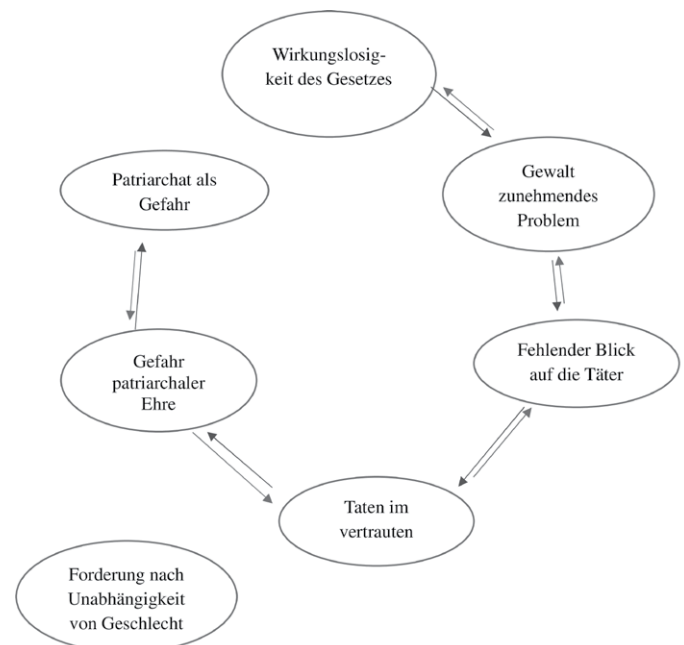 Wirkungslosig-
keit des Gesetzes
Patriarchat als
Gefahr
Gewalt
zunehmendes
Problem
Gefahr
patriarchaler
Ehre
Fehlender Blick
auf die Täter
Taten im
vertrauten
Forderung nach
Unabhängigkeit
von Geschlecht